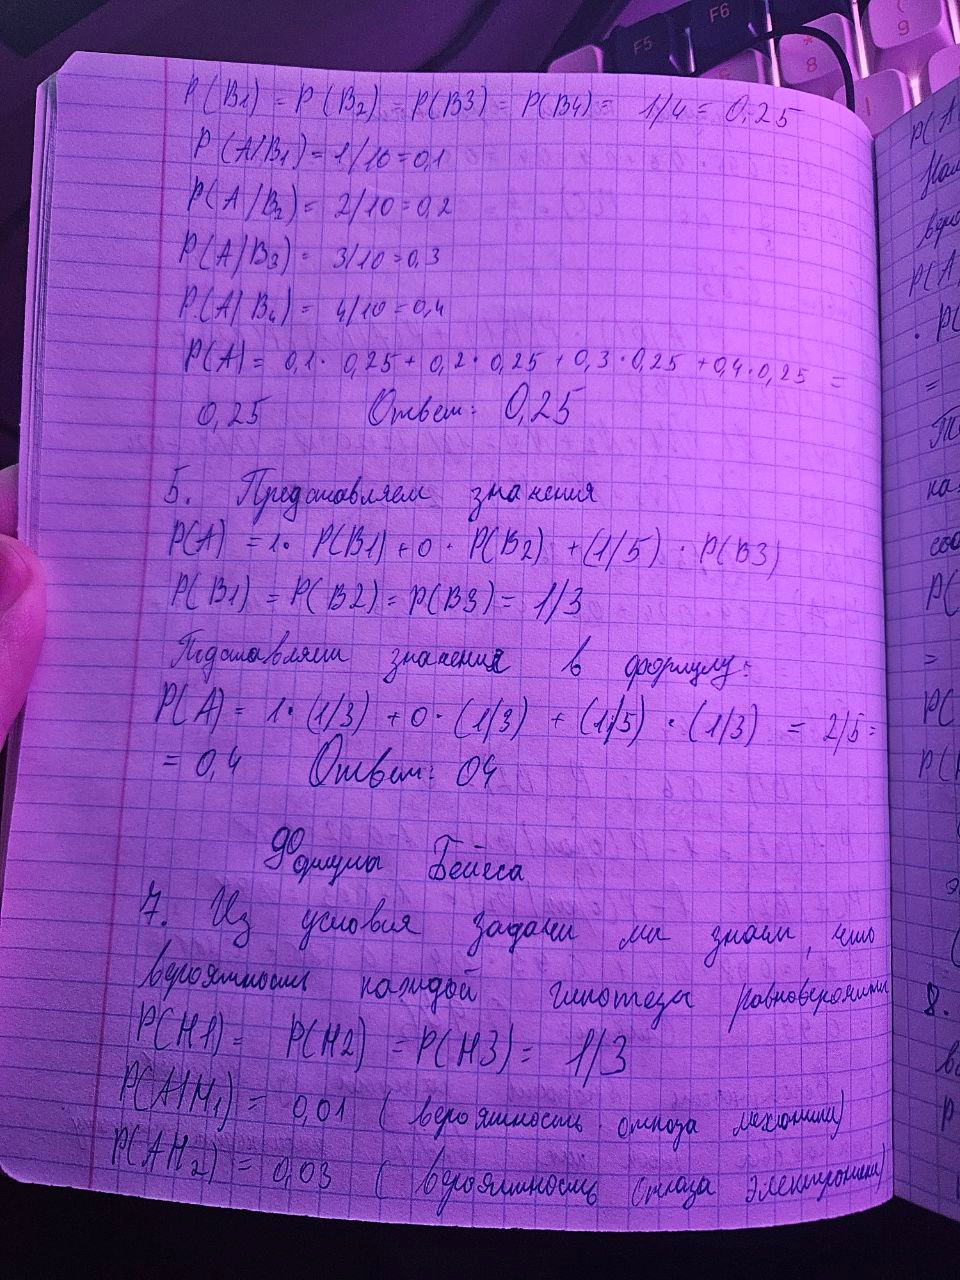 P(B1) = P(B2) = P(B3) = P(B4) = 1/4 = 0,25
P(A/B1) = 1/10 = 0,1
P(A/B2) = 2/10 = 0,2
P(A/B3) = 3/10 = 0,3
P(A/B4) = 4/10 = 0,4
P(A) = 0,1 · 0,25 + 0,2 · 0,25 + 0,3 · 0,25 + 0,4 · 0,25 =
0,25 Ответ: 0,25
5. Представляем значения
P(A) = 1 · P(B1) + 0 · P(B2) + (1/5) · P(B3)
P(B1) = P(B2) = P(B3) = 1/3
Подставляем значения в формулу:
P(A) = 1 · (1/3) + 0 · (1/3) + (1/5) · (1/3) = 2/5 =
= 0,4 Ответ: 04
Формулы Бейеса
7. Из условия задачи мы знаем, что
вероятности каждой гипотезы равновероятны
P(H1) = P(H2) = P(H3) = 1/3
P(A/H1) = 0,01 (вероятность отказа механики)
P(AH2) = 0,03 (вероятность отказа электроники)
P(A
P(A
· P(
=
P(
=
P(
8.